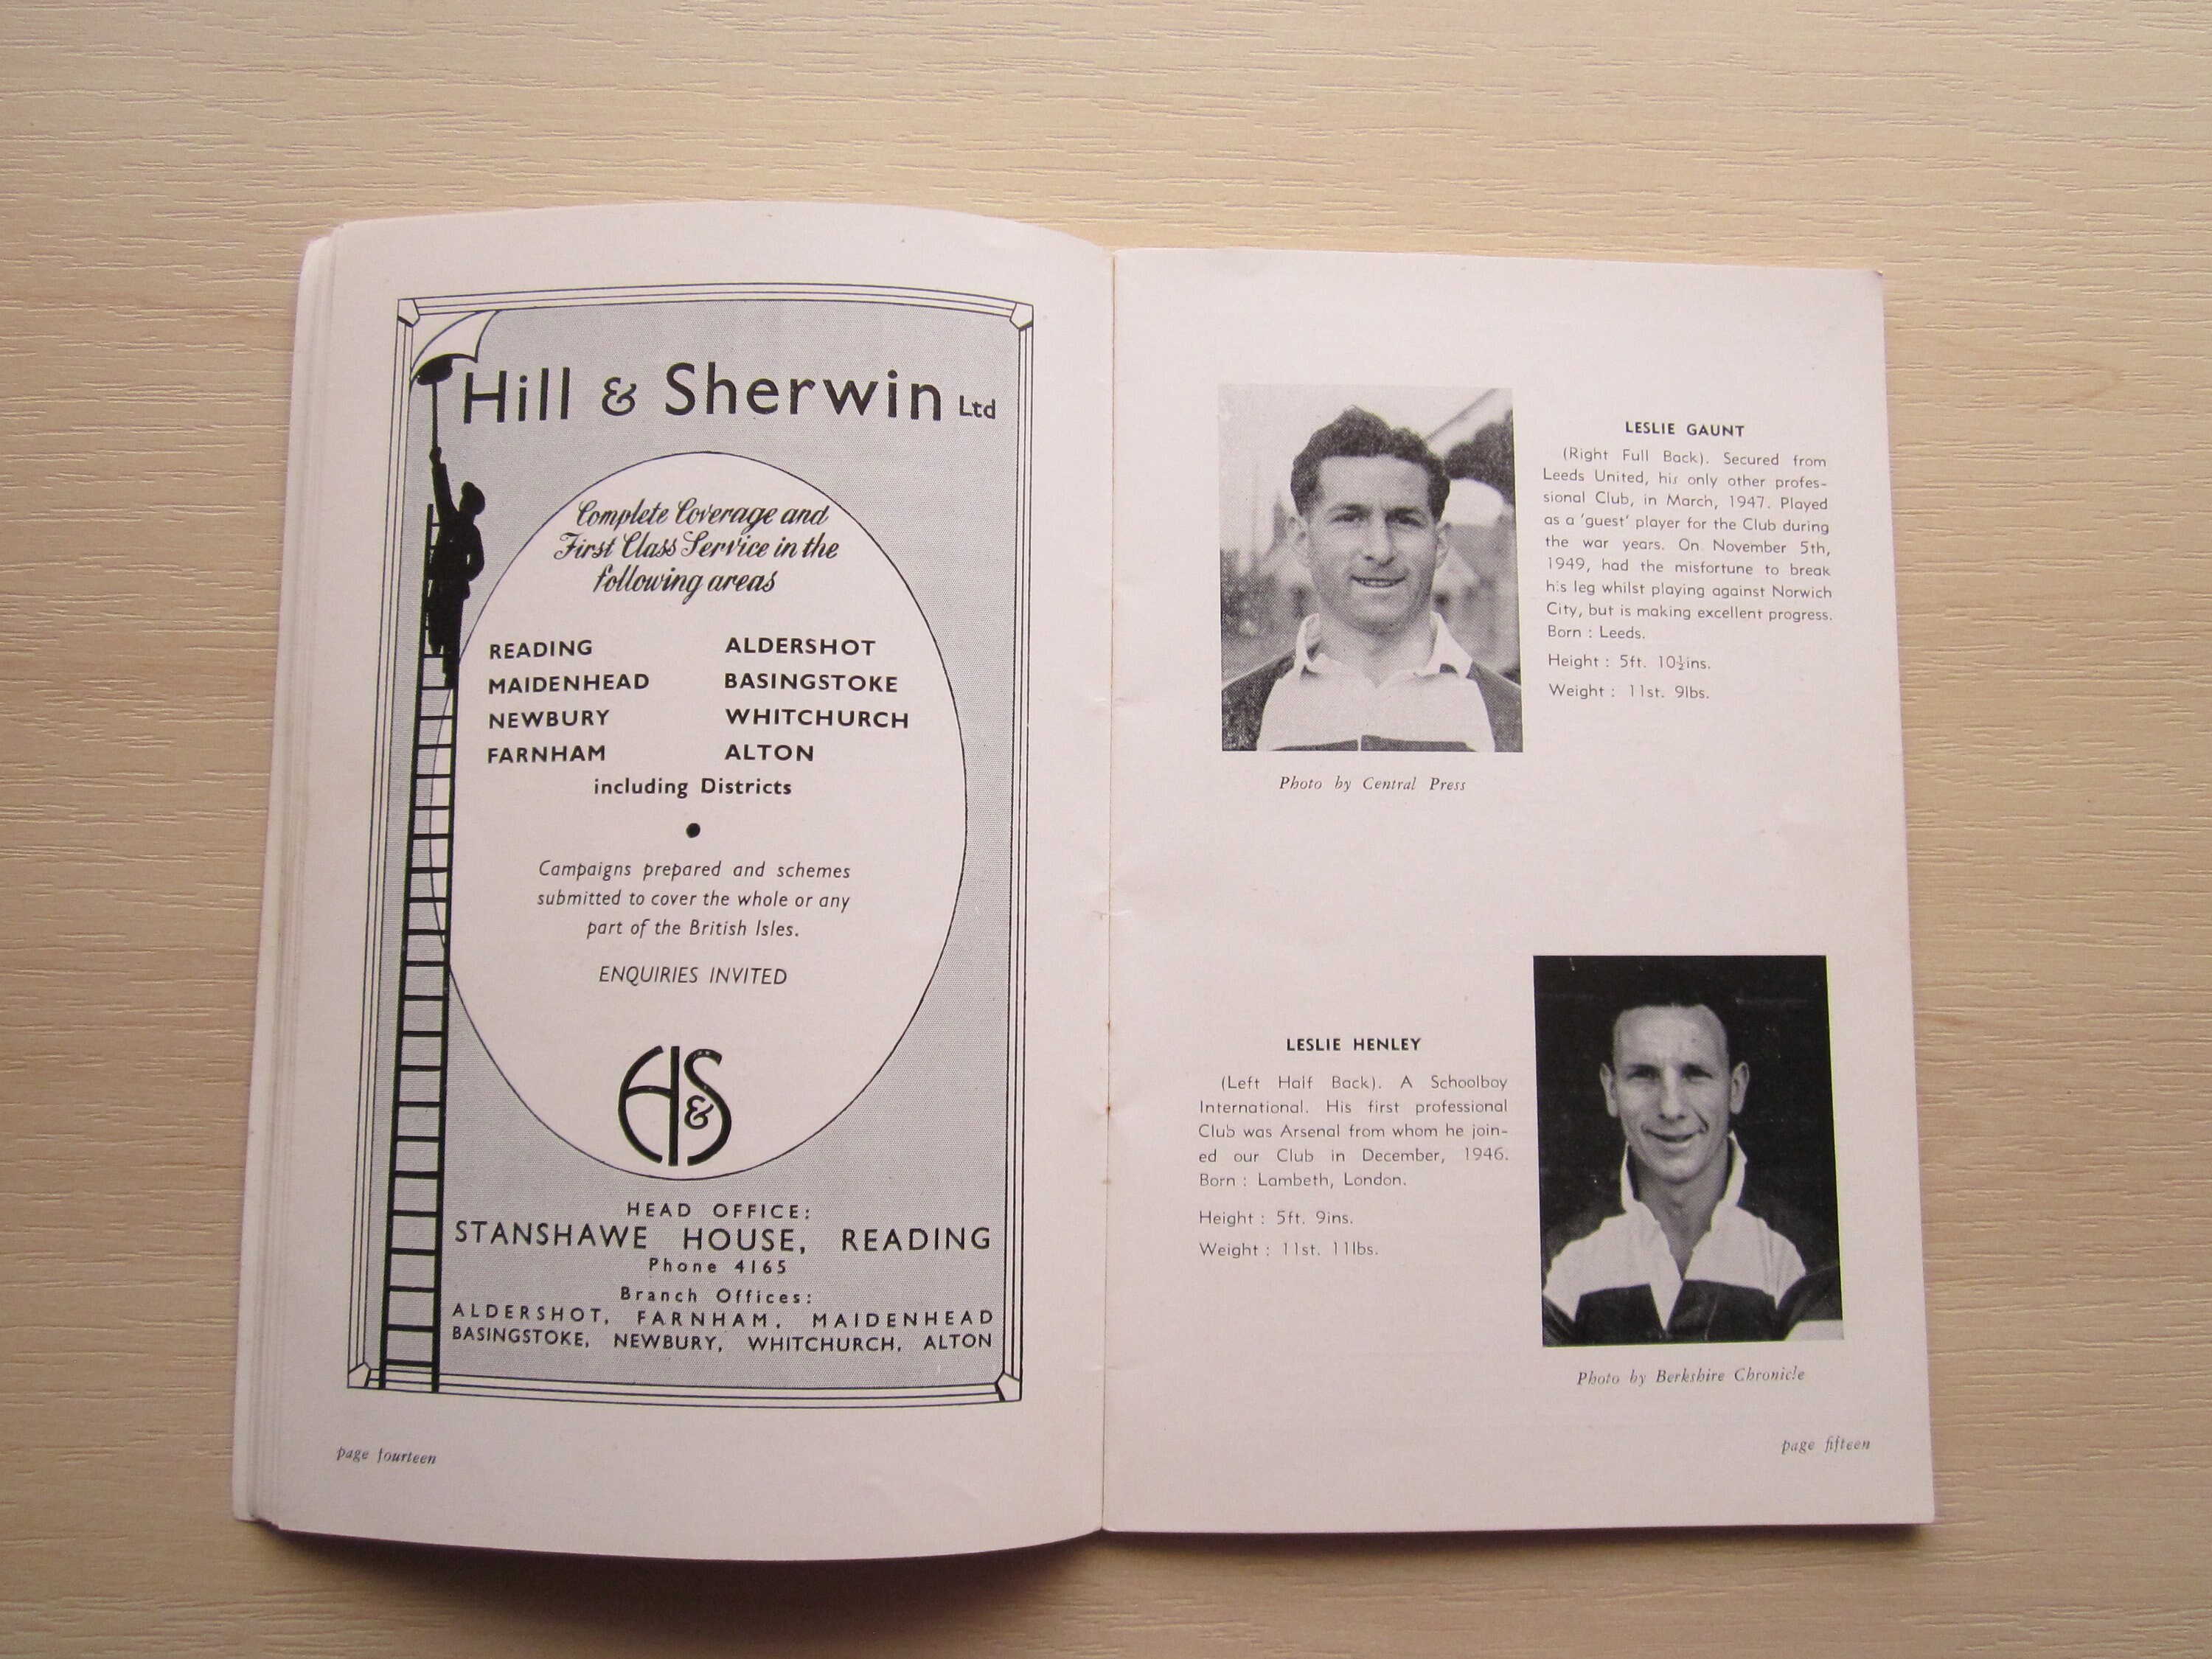 Hill & Sherwin Ltd
Complete Coverage and
First Class Service in the
following areas
READING ALDERSHOT
MAIDENHEAD BASINGSTOKE
NEWBURY WHITCHURCH
FARNHAM ALTON
including Districts
Campaigns prepared and schemes
submitted to cover the whole or any
part of the British Isles.
ENQUIRIES INVITED
H&S
HEAD OFFICE:
STANSHAWE HOUSE, READING
Phone 4165
Branch Offices:
ALDERSHOT, FARNHAM, MAIDENHEAD
BASINGSTOKE, NEWBURY, WHITCHURCH, ALTON
page fourteen
LESLIE GAUNT
(Right Full Back). Secured from
Leeds United, his only other profes-
sional Club, in March, 1947. Played
as a 'guest' player for the Club during
the war years. On November 5th,
1949, had the misfortune to break
his leg whilst playing against Norwich
City, but is making excellent progress.
Born : Leeds.
Height : 5ft. 10½ins.
Weight : 11st. 9lbs.
Photo by Central Press
LESLIE HENLEY
(Left Half Back). A Schoolboy
International. His first professional
Club was Arsenal from whom he join-
ed our Club in December, 1946.
Born : Lambeth, London.
Height : 5ft. 9ins.
Weight : 11st. 11lbs.
Photo by Berkshire Chronicle
page fifteen